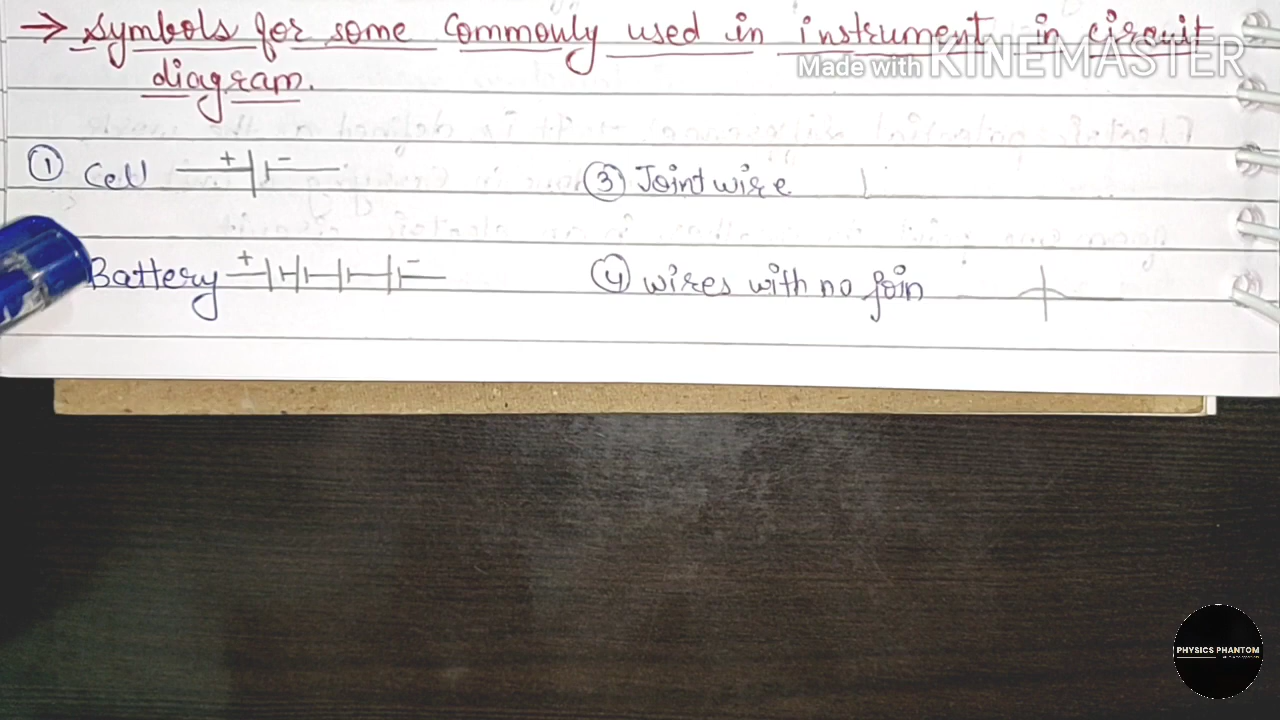 → Symbols for some commonly used in instrument in circuit
diagram.
Made with KINEMASTER
① Cell + -
③ Joint wire
Battery + -
④ wires with no join
PHYSICS PHANTOM